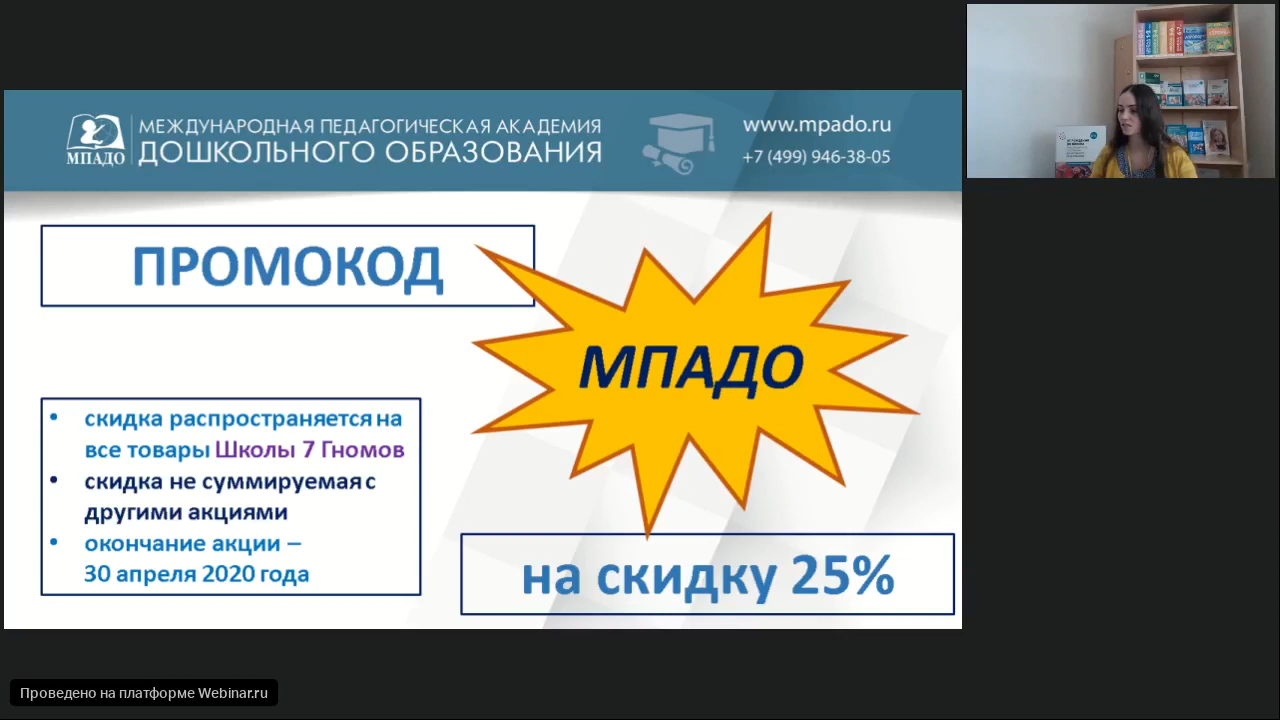 МПАДО
МЕЖДУНАРОДНАЯ ПЕДАГОГИЧЕСКАЯ АКАДЕМИЯ
ДОШКОЛЬНОГО ОБРАЗОВАНИЯ
www.mpado.ru
+7 (499) 946-38-05
ПРОМОКОД
МПАДО
• скидка распространяется на
все товары Школы 7 Гномов
• скидка не суммируемая с
другими акциями
• окончание акции –
30 апреля 2020 года
на скидку 25%
Проведено на платформе Webinar.ru